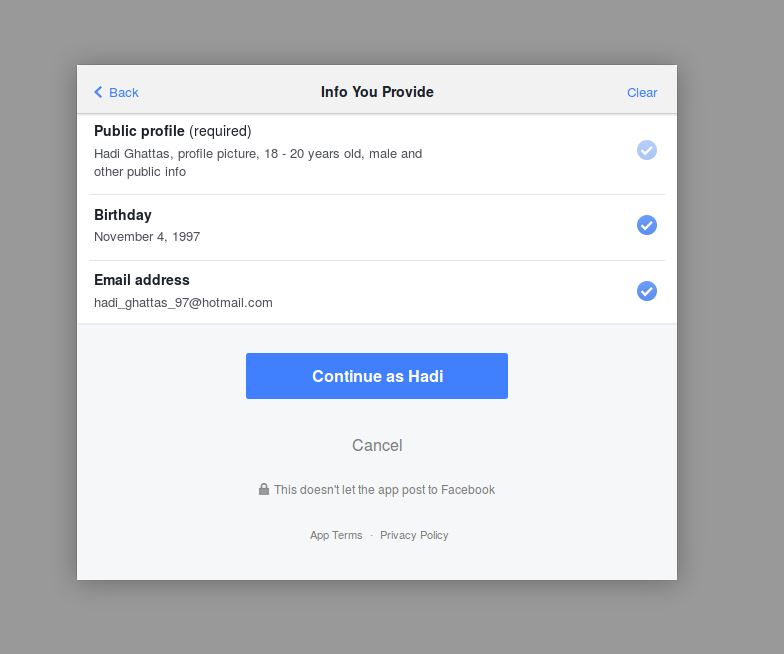 Back Info You Provide Clear
Public profile (required)
Hadi Ghattas, profile picture, 18 - 20 years old, male and
other public info
Birthday
November 4, 1997
Email address
hadi_ghattas_97@hotmail.com
Continue as Hadi
Cancel
This doesn't let the app post to Facebook
App Terms · Privacy Policy